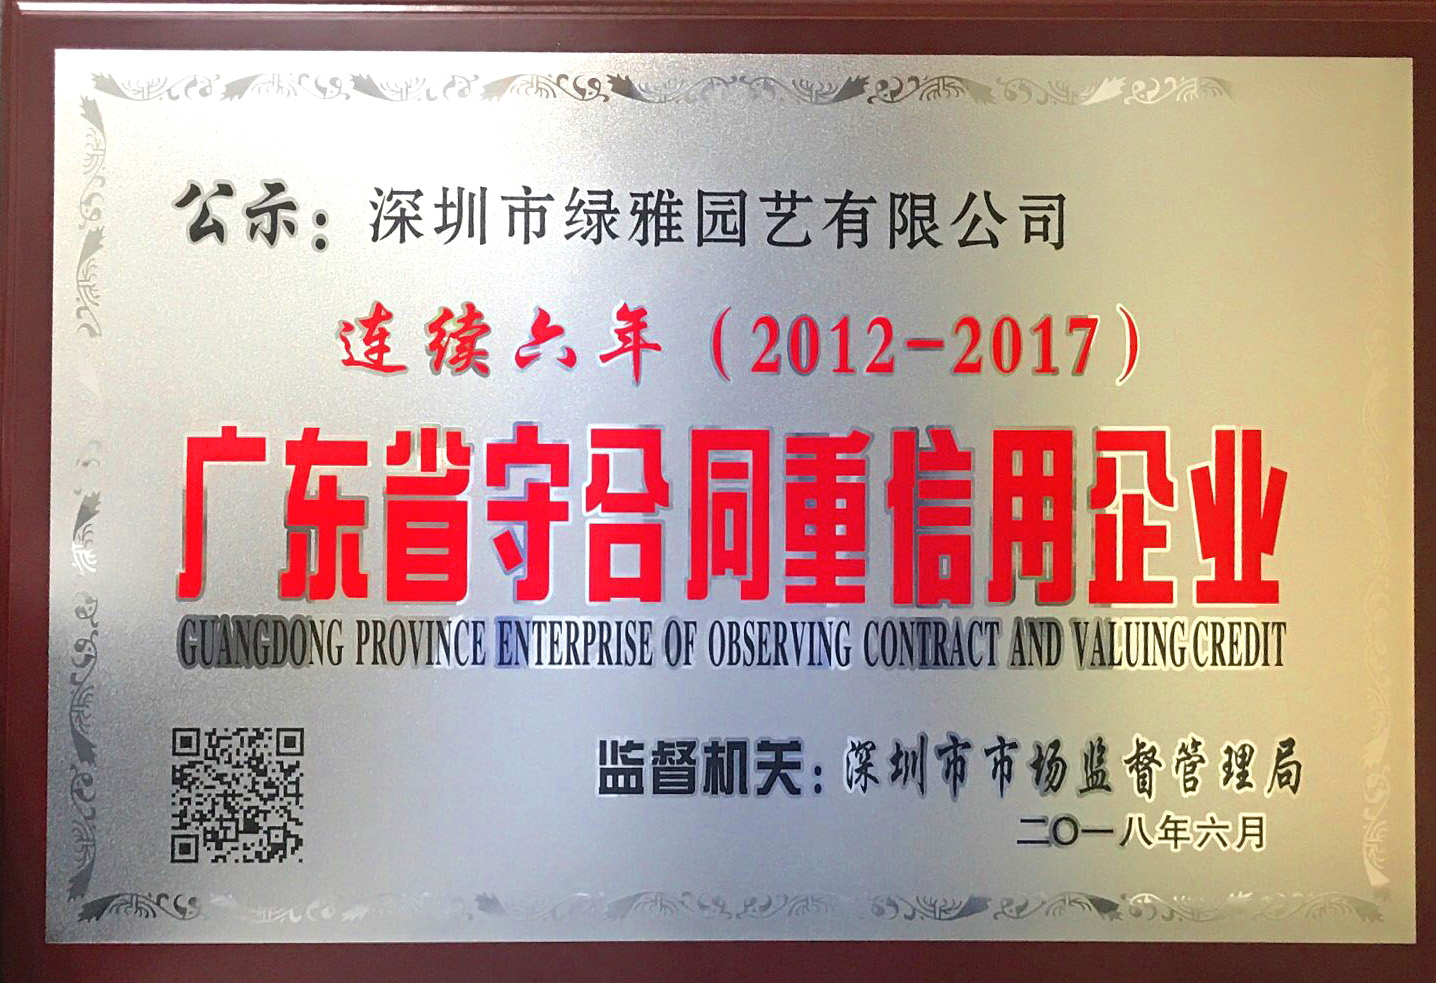 公示：深圳市绿雅园艺有限公司
连续六年（2012-2017）
广东省守合同重信用企业
GUANGDONG PROVINCE ENTERPRISE OF OBSERVING CONTRACT AND VALUING CREDIT
监督机关：深圳市市场监督管理局
二〇一八年六月